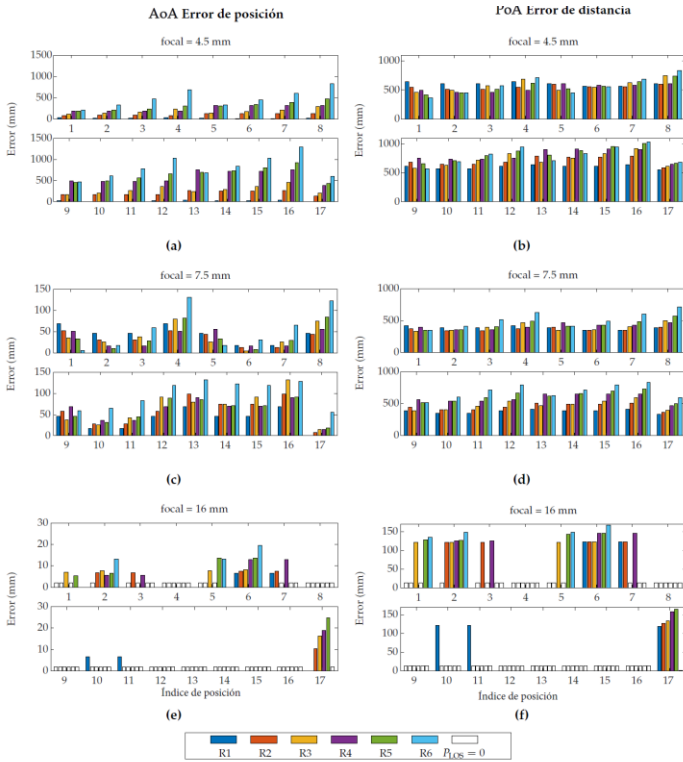 AoA Error de posición
PoA Error de distancia
focal = 4.5 mm
focal = 4.5 mm
1500
1000
500
0
1 2 3 4 5 6 7 8
1000
500
0
1 2 3 4 5 6 7 8
Error (mm)
Error (mm)
1500
1000
500
0
9 10 11 12 13 14 15 16 17
1000
500
0
9 10 11 12 13 14 15 16 17
(a)
(b)
focal = 7.5 mm
focal = 7.5 mm
150
100
50
0
1 2 3 4 5 6 7 8
1000
500
0
1 2 3 4 5 6 7 8
Error (mm)
Error (mm)
150
100
50
0
9 10 11 12 13 14 15 16 17
1000
500
0
9 10 11 12 13 14 15 16 17
(c)
(d)
focal = 16 mm
focal = 16 mm
30
20
10
0
1 2 3 4 5 6 7 8
150
100
50
0
1 2 3 4 5 6 7 8
Error (mm)
Error (mm)
30
20
10
0
9 10 11 12 13 14 15 16 17
150
100
50
0
9 10 11 12 13 14 15 16 17
Índice de posición
Índice de posición
(e)
(f)
R1 R2 R3 R4 R5 R6 P_LOS = 0